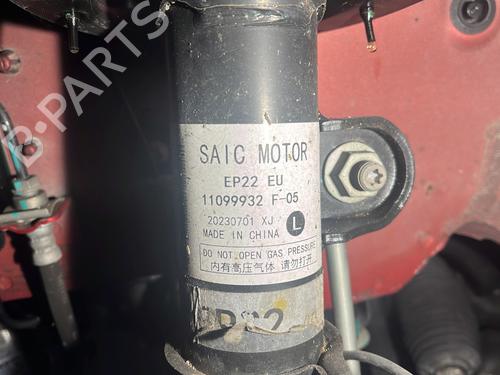 B-PARTS
SAIC MOTOR
EP22 EU
11099932 F-05
20230701 XJ L
MADE IN CHINA
DO NOT OPEN GAS PRESSURE
内有高压气体 请勿打开